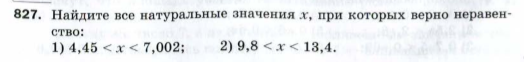 827. Найдите все натуральные значения x, при которых верно неравен-
ство:
1) 4,45 < x < 7,002; 2) 9,8 < x < 13,4.